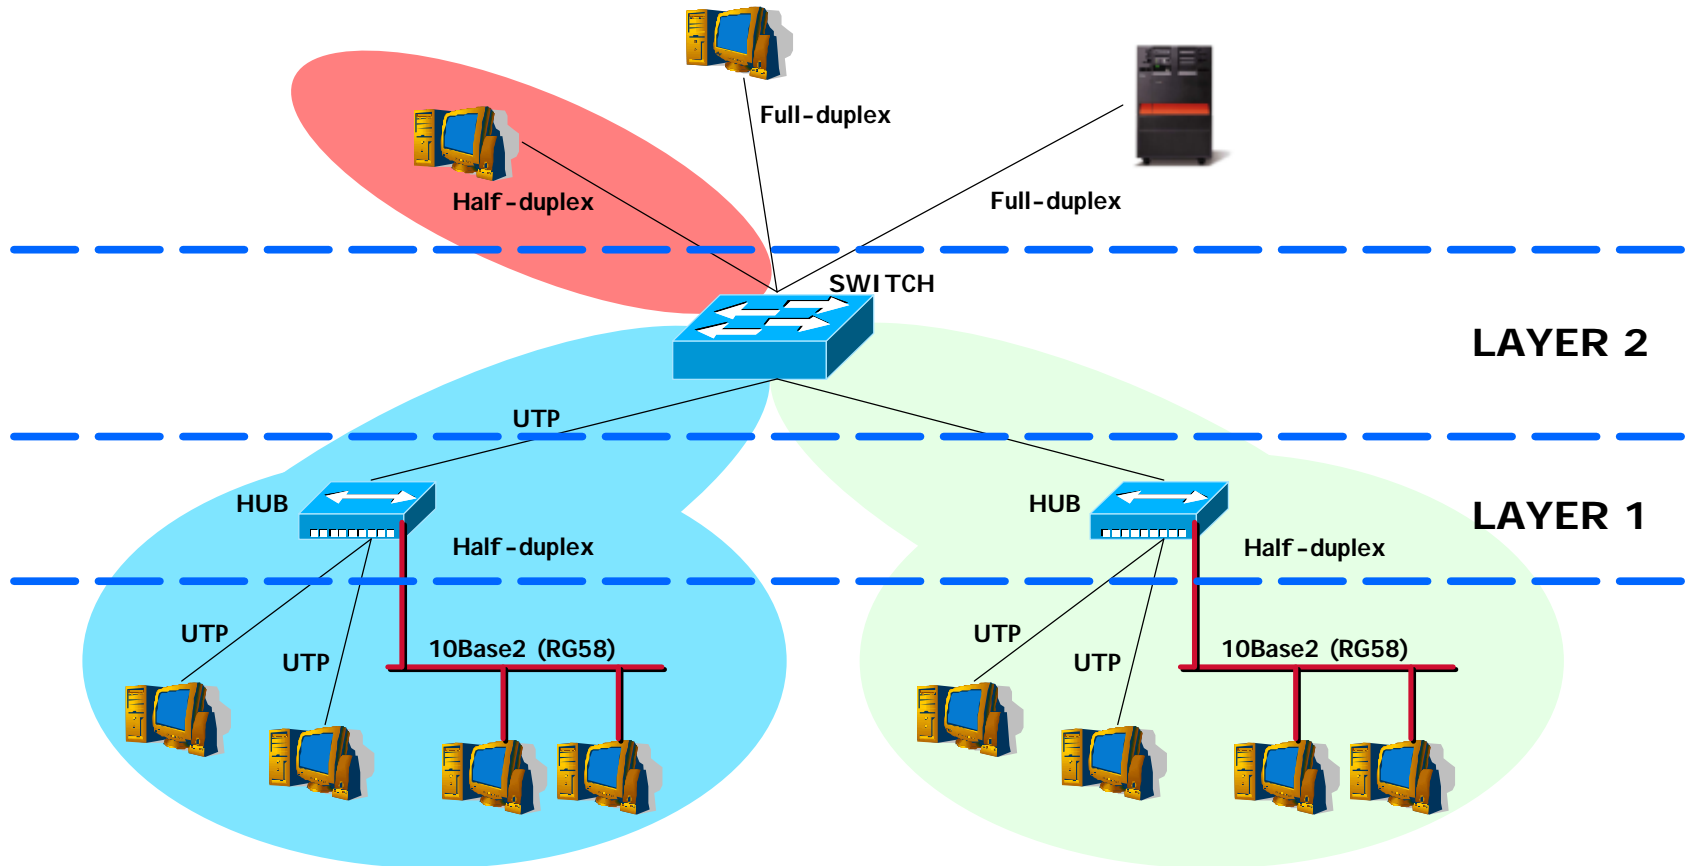 Full-duplex
Half-duplex
Full-duplex
SWITCH
LAYER 2
UTP
HUB
HUB
LAYER 1
Half-duplex
Half-duplex
UTP
UTP
10Base2 (RG58)
UTP
UTP
10Base2 (RG58)